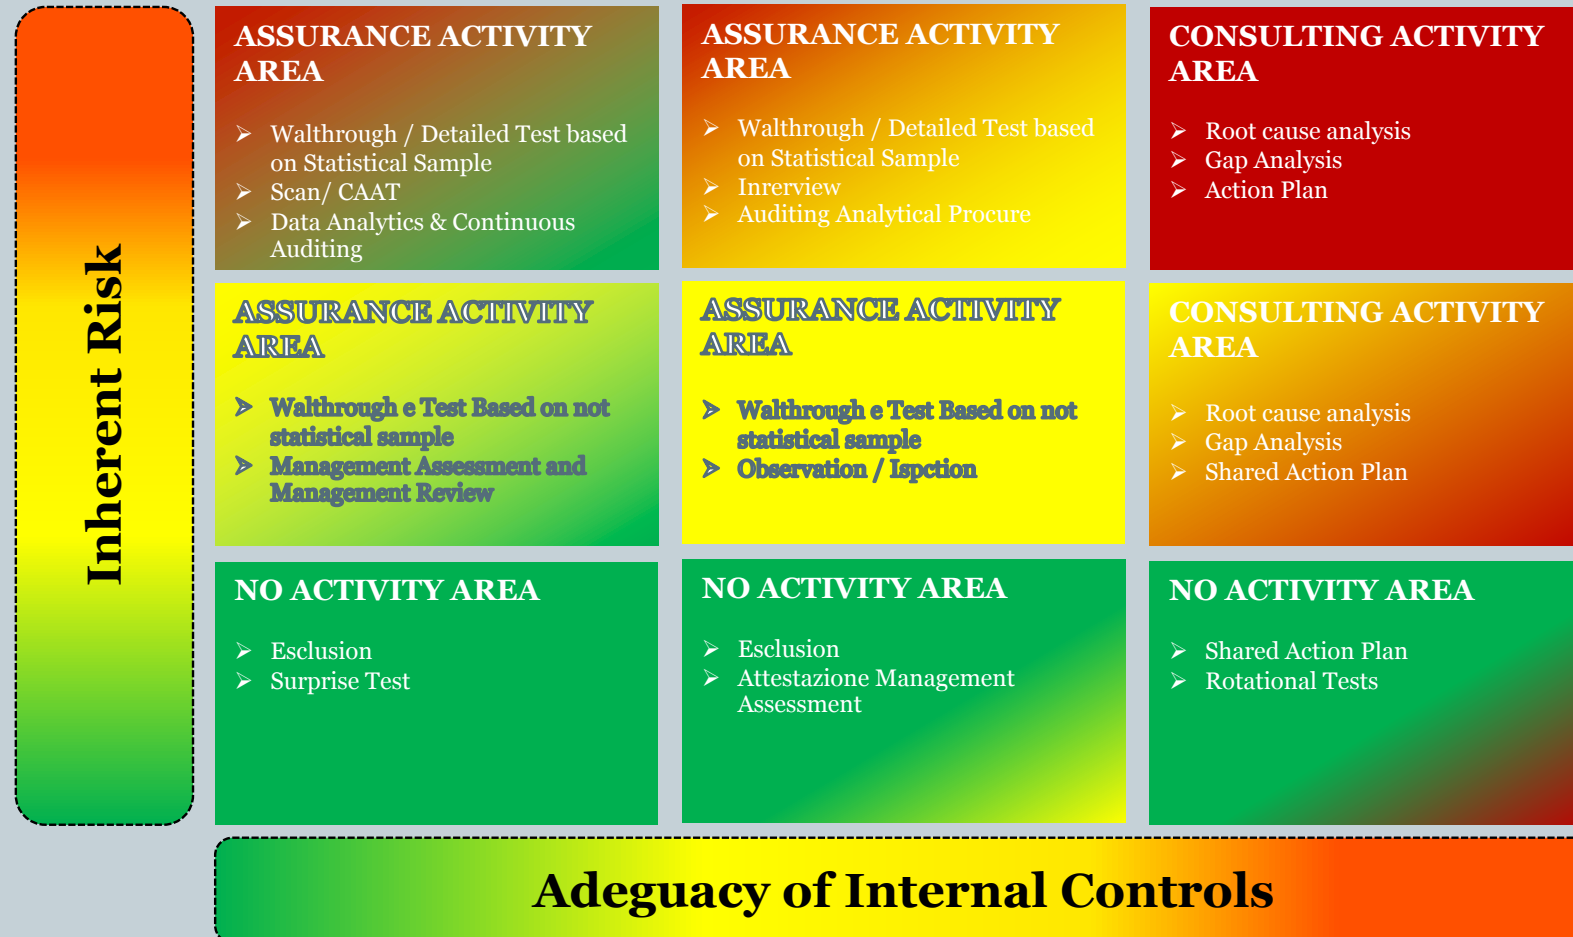 Inherent Risk
ASSURANCE ACTIVITY
AREA
➢ Walthrough / Detailed Test based
on Statistical Sample
➢ Scan/ CAAT
➢ Data Analytics & Continuous
Auditing
ASSURANCE ACTIVITY
AREA
➢ Walthrough / Detailed Test based
on Statistical Sample
➢ Inrerview
➢ Auditing Analytical Procure
CONSULTING ACTIVITY
AREA
➢ Root cause analysis
➢ Gap Analysis
➢ Action Plan
ASSURANCE ACTIVITY
AREA
➢ Walthrough e Test Based on not
statistical sample
➢ Management Assessment and
Management Review
ASSURANCE ACTIVITY
AREA
➢ Walthrough e Test Based on not
statistical sample
➢ Observation / Ispction
CONSULTING ACTIVITY
AREA
➢ Root cause analysis
➢ Gap Analysis
➢ Shared Action Plan
NO ACTIVITY AREA
➢ Esclusion
➢ Surprise Test
NO ACTIVITY AREA
➢ Esclusion
➢ Attestazione Management
Assessment
NO ACTIVITY AREA
➢ Shared Action Plan
➢ Rotational Tests
Adeguacy of Internal Controls